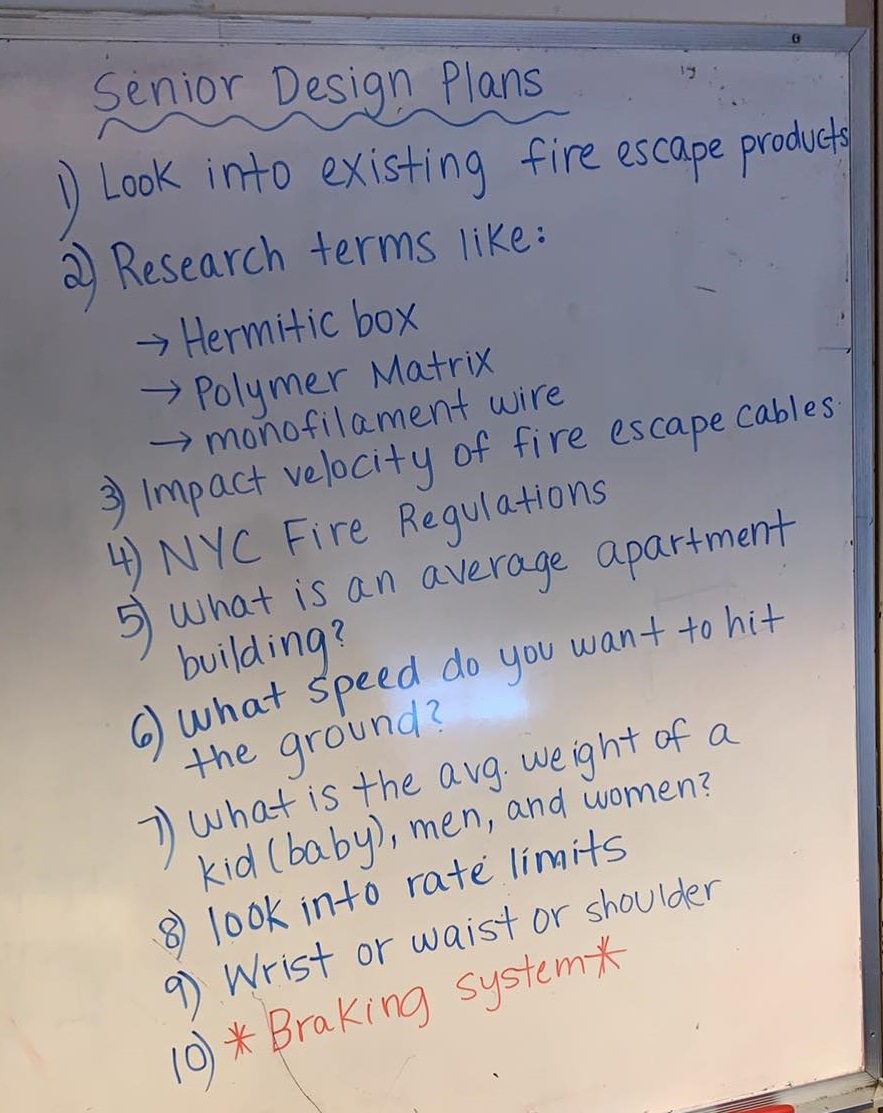 Senior Design Plans
1) Look into existing fire escape products
2) Research terms like:
→ Hermitic box
→ Polymer Matrix
→ monofilament wire
3) Impact velocity of fire escape cables
4) NYC Fire Regulations
5) What is an average apartment
building?
6) What speed do you want to hit
the ground?
7) What is the avg. weight of a
kid (baby), men, and women?
8) look into rate limits
9) Wrist or waist or shoulder
10) *Braking system*